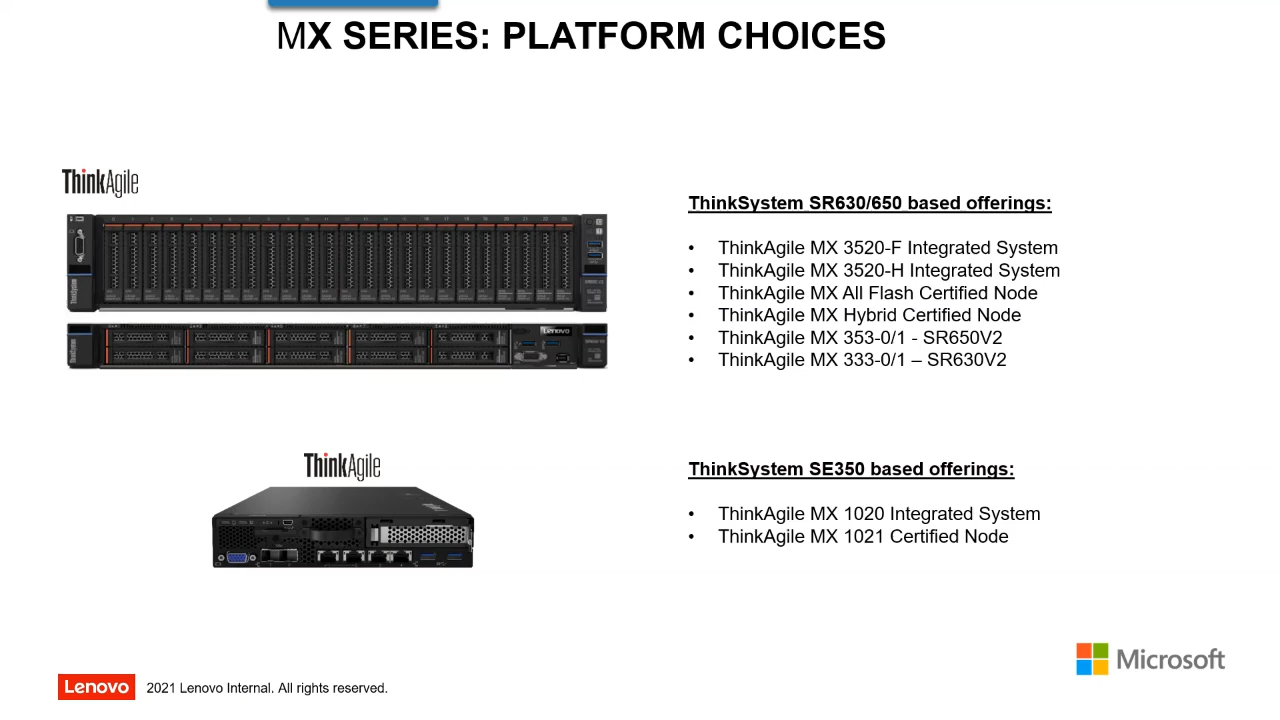 MX SERIES: PLATFORM CHOICES
ThinkAgile
ThinkSystem SR630/650 based offerings:
• ThinkAgile MX 3520-F Integrated System
• ThinkAgile MX 3520-H Integrated System
• ThinkAgile MX All Flash Certified Node
• ThinkAgile MX Hybrid Certified Node
• ThinkAgile MX 353-0/1 - SR650V2
• ThinkAgile MX 333-0/1 – SR630V2
Lenovo
ThinkAgile
ThinkSystem SE350 based offerings:
• ThinkAgile MX 1020 Integrated System
• ThinkAgile MX 1021 Certified Node
Microsoft
Lenovo 2021 Lenovo Internal. All rights reserved.